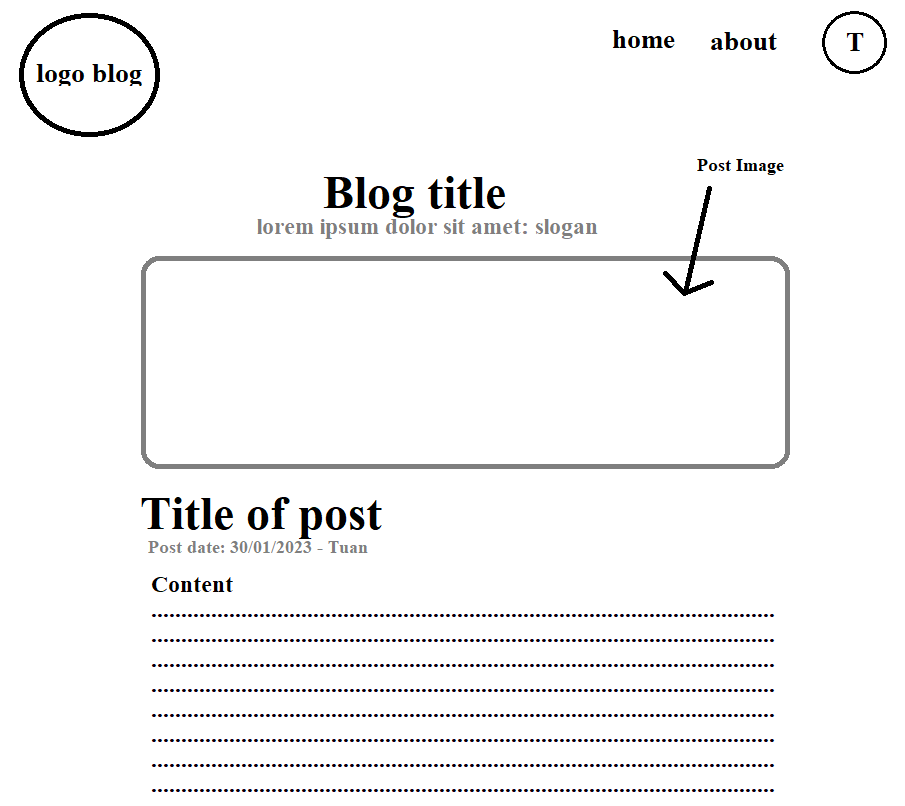 logo blog
home about T
Post Image
Blog title
lorem ipsum dolor sit amet: slogan
Title of post
Post date: 30/01/2023 - Tuan
Content